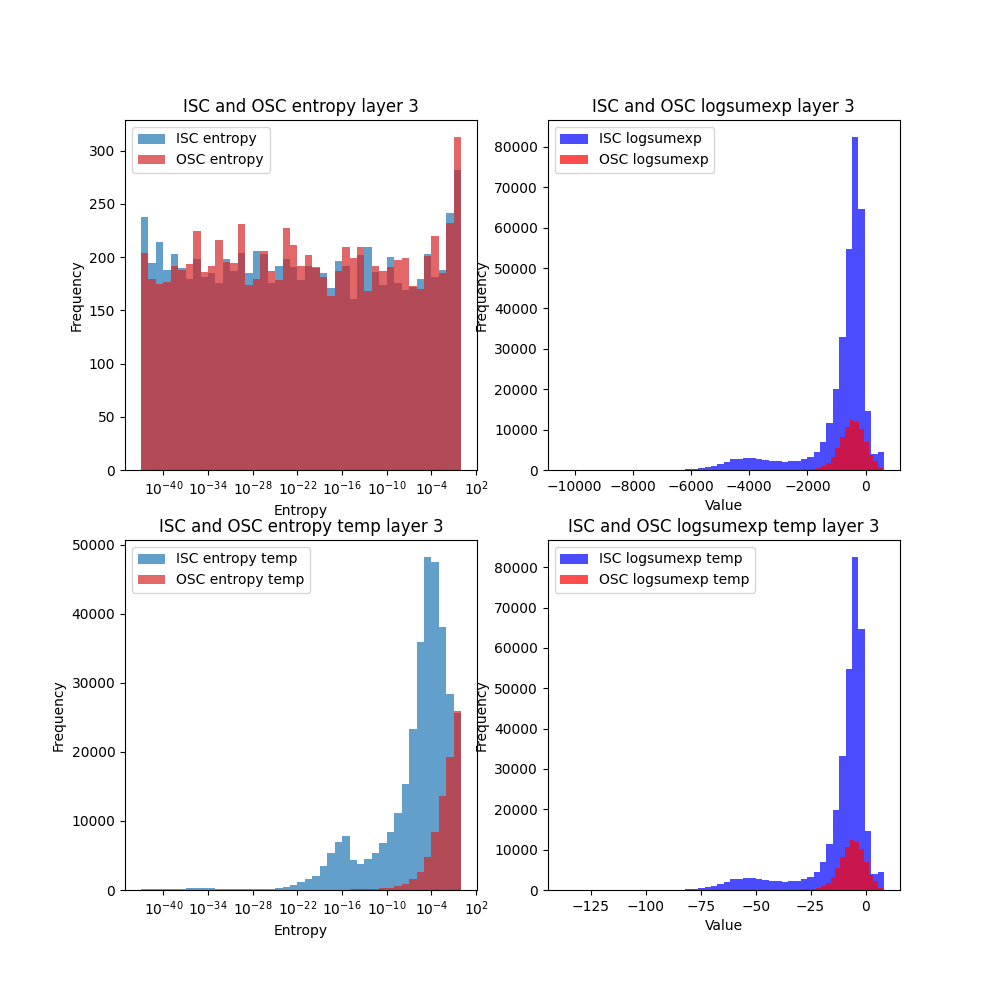 ISC and OSC entropy layer 3
ISC entropy
OSC entropy
300
250
200
150
100
50
0
Frequency
10^-40 10^-34 10^-28 10^-22 10^-16 10^-10 10^-4 10^2
Entropy
ISC and OSC logsumexp layer 3
ISC logsumexp
OSC logsumexp
80000
70000
60000
50000
40000
30000
20000
10000
0
Frequency
−10000 −8000 −6000 −4000 −2000 0
Value
ISC and OSC entropy temp layer 3
ISC entropy temp
OSC entropy temp
50000
40000
30000
20000
10000
0
Frequency
10^-40 10^-34 10^-28 10^-22 10^-16 10^-10 10^-4 10^2
Entropy
ISC and OSC logsumexp temp layer 3
ISC logsumexp temp
OSC logsumexp temp
80000
70000
60000
50000
40000
30000
20000
10000
0
Frequency
−125 −100 −75 −50 −25 0
Value